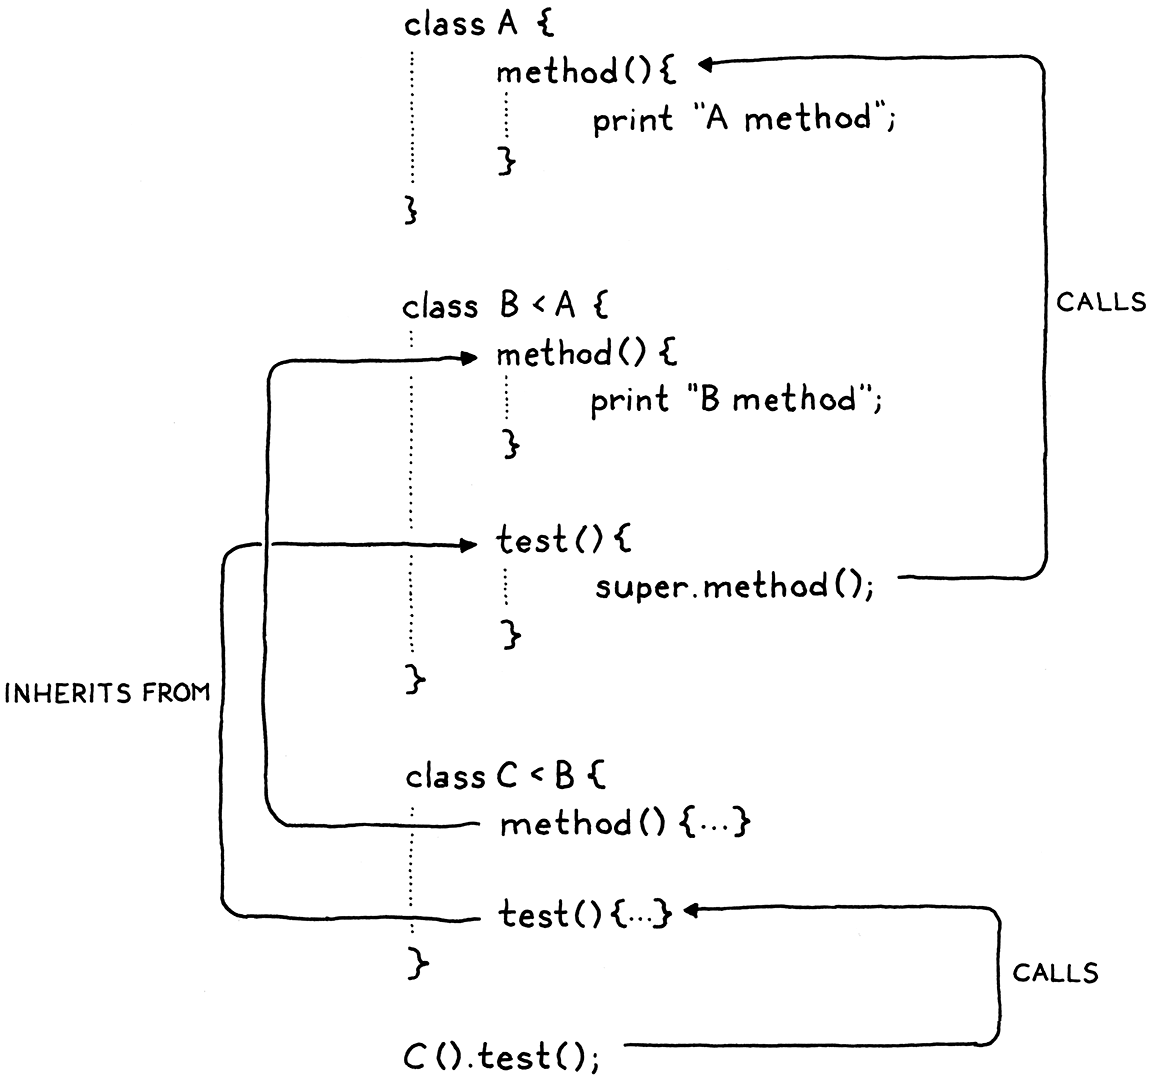 class A {
method(){
print "A method";
}
}
class B < A {
CALLS
method() {
print "B method";
}
test() {
super.method();
}
}
INHERITS FROM
class C < B {
method() {...}
test() {...}
}
CALLS
C().test();